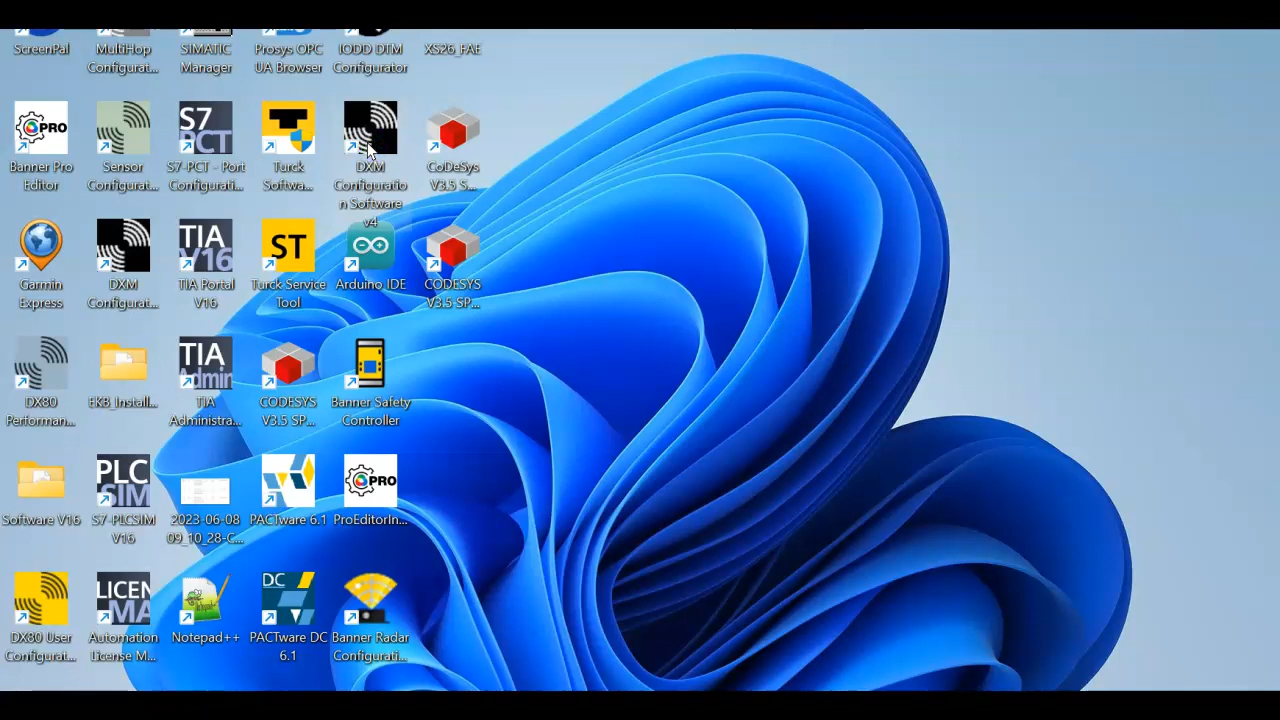 ScreenPal
MultiHop
Configurat...
SIMATIC
Manager
Prosys OPC
UA Browser
IODD DTM
Configurator
XS26_FAE
PRO
Banner Pro
Editor
Sensor
Configurat...
S7
PCT
S7-PCT - Port
Configurati...
Turck
Softwa...
DXM
Configuratio
n Software
v4
CoDeSys
V3.5 S...
Garmin
Express
DXM
Configurat...
TIA
V16
TIA Portal
V16
ST
Turck Service
Tool
Arduino IDE
CODESYS
V3.5 SP...
DX80
Performan...
EKB_Install...
TIA
Admin
TIA
Administra...
CODESYS
V3.5 SP...
Banner Safety
Controller
Software V16
PLC
SIM
S7-PLCSIM
V16
2023-06-08
09_10_28-C...
PACTware 6.1
PRO
ProEditorIn...
DX80 User
Configurat...
LICEN
MA
Automation
License M...
Notepad++
DC
PACTware DC
6.1
Banner Radar
Configurati...